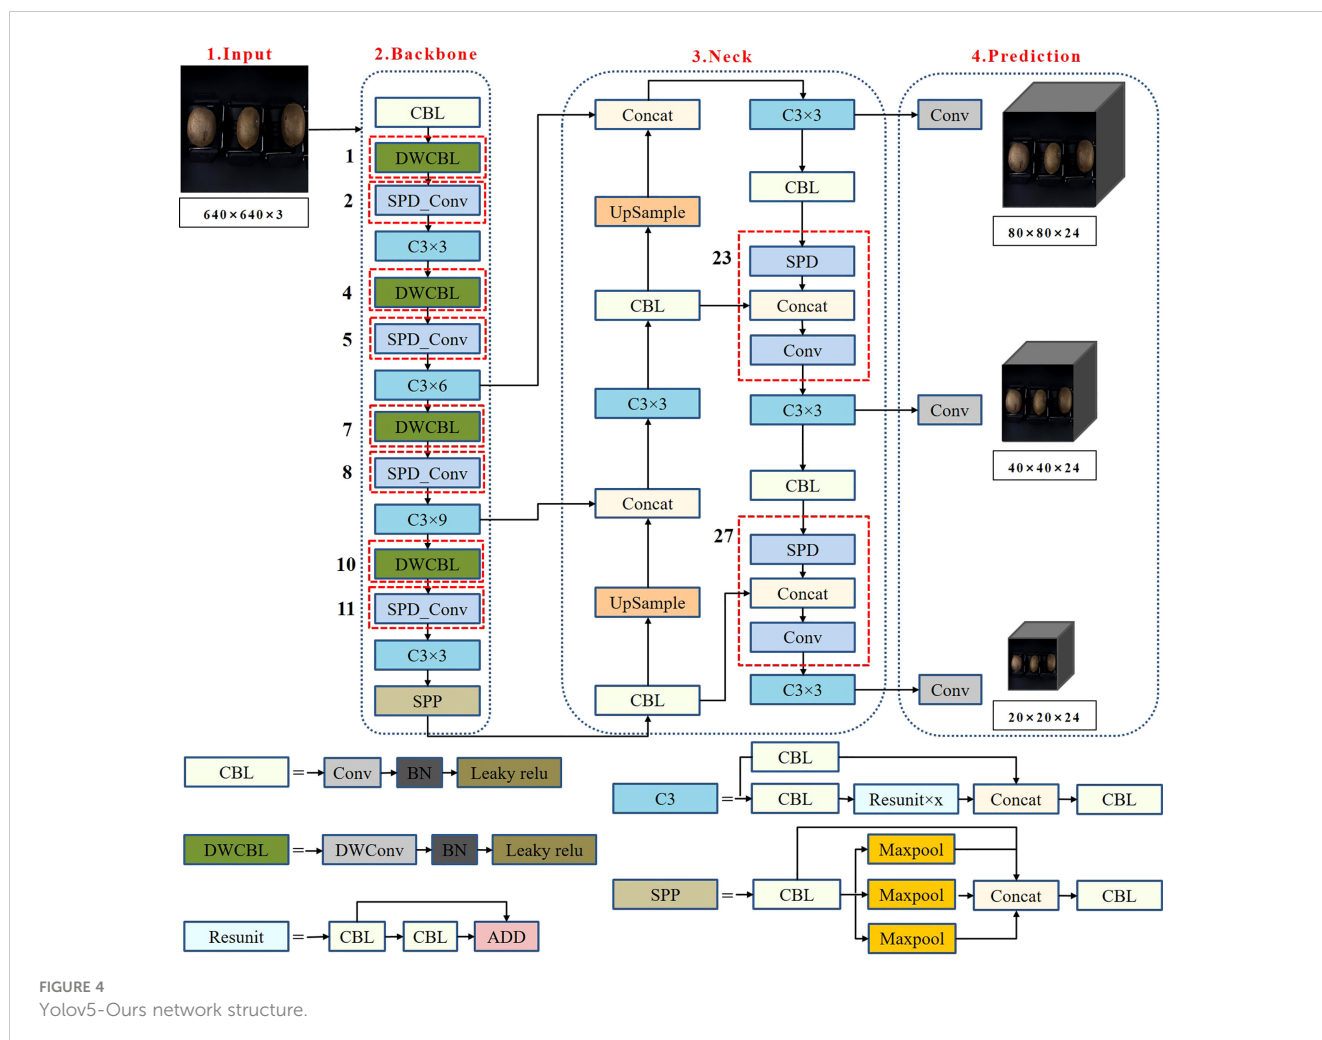 1.Input
2.Backbone
3.Neck
4.Prediction
640×640×3
CBL
1
DWCBL
2
SPD_Conv
C3×3
4
DWCBL
5
SPD_Conv
C3×6
7
DWCBL
8
SPD_Conv
C3×9
10
DWCBL
11
SPD_Conv
C3×3
SPP
Concat
UpSample
CBL
C3×3
Concat
UpSample
CBL
C3×3
CBL
23
SPD
Concat
Conv
C3×3
CBL
27
SPD
Concat
Conv
C3×3
Conv
80×80×24
Conv
40×40×24
Conv
20×20×24
CBL = Conv BN Leaky relu
DWCBL = DWConv BN Leaky relu
Resunit = CBL CBL ADD
CBL
C3 = CBL Resunit×x Concat CBL
Maxpool
SPP = CBL Maxpool Concat CBL
Maxpool
FIGURE 4
Yolov5-Ours network structure.